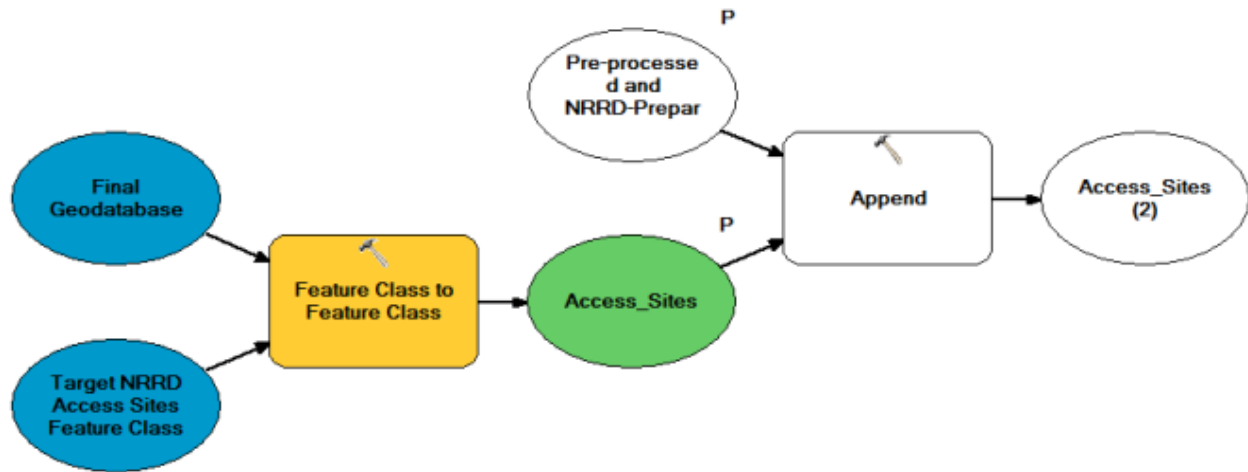 P
Pre-processe
d and
NRRD-Prepar
Final
Geodatabase
Append
Access_Sites
(2)
P
Feature Class to
Feature Class
Access_Sites
Target NRRD
Access Sites
Feature Class